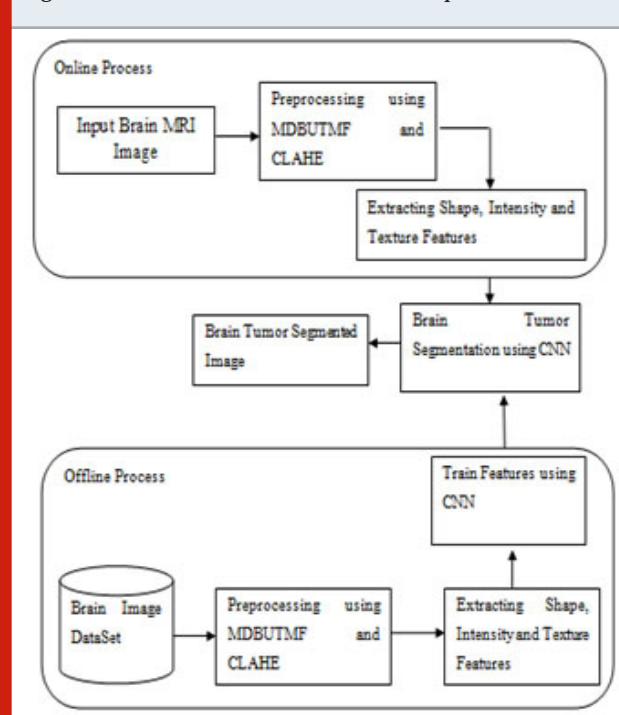 Online Process
Input Brain MRI
Image
Preprocessing using
MDBUTMF and
CLAHE
Extracting Shape, Intensity and
Texture Features
Brain Tumor Segmented
Image
Brain Tumor
Segmentation using CNN
Offline Process
Train Features using
CNN
Brain Image
DataSet
Preprocessing using
MDBUTMF and
CLAHE
Extracting Shape,
Intensity and Texture
Features